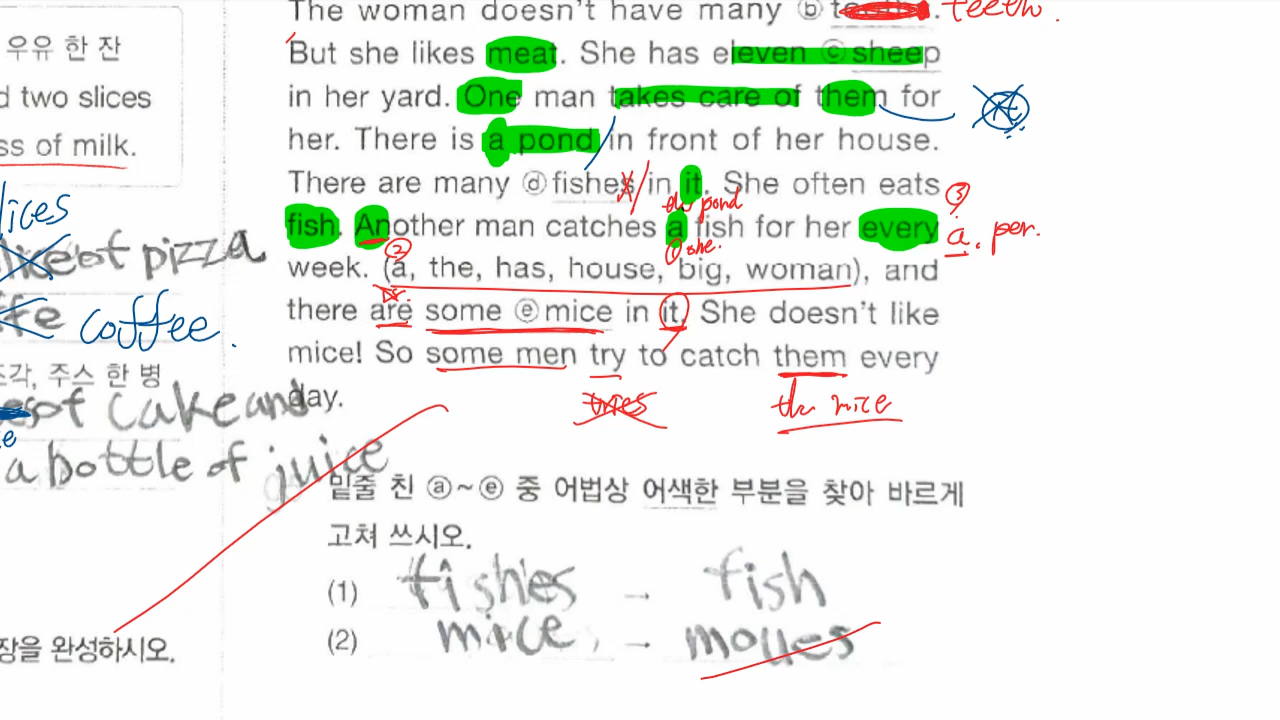 우유 한 잔
d two slices
ss of milk.
lices
of pizza
coffee.
조각, 주스 한 병
of cake and
a bottle of juice
장을 완성하시오.
The woman doesn't have many ⓑ teeth.
But she likes meat. She has eleven ⓒ sheep
in her yard. One man takes care of them for
her. There is a pond in front of her house.
There are many ⓓ fishes in it. She often eats
the pond
③
fish. Another man catches a fish for her every
a. per.
② ① she.
week. (a, the, has, house, big, woman), and
there are some ⓔ mice in it. She doesn't like
mice! So some men try to catch them every
tries
the mice
day.
밑줄 친 ⓐ~ⓔ 중 어법상 어색한 부분을 찾아 바르게
고쳐 쓰시오.
(1) fishes → fish
(2) mice → moues